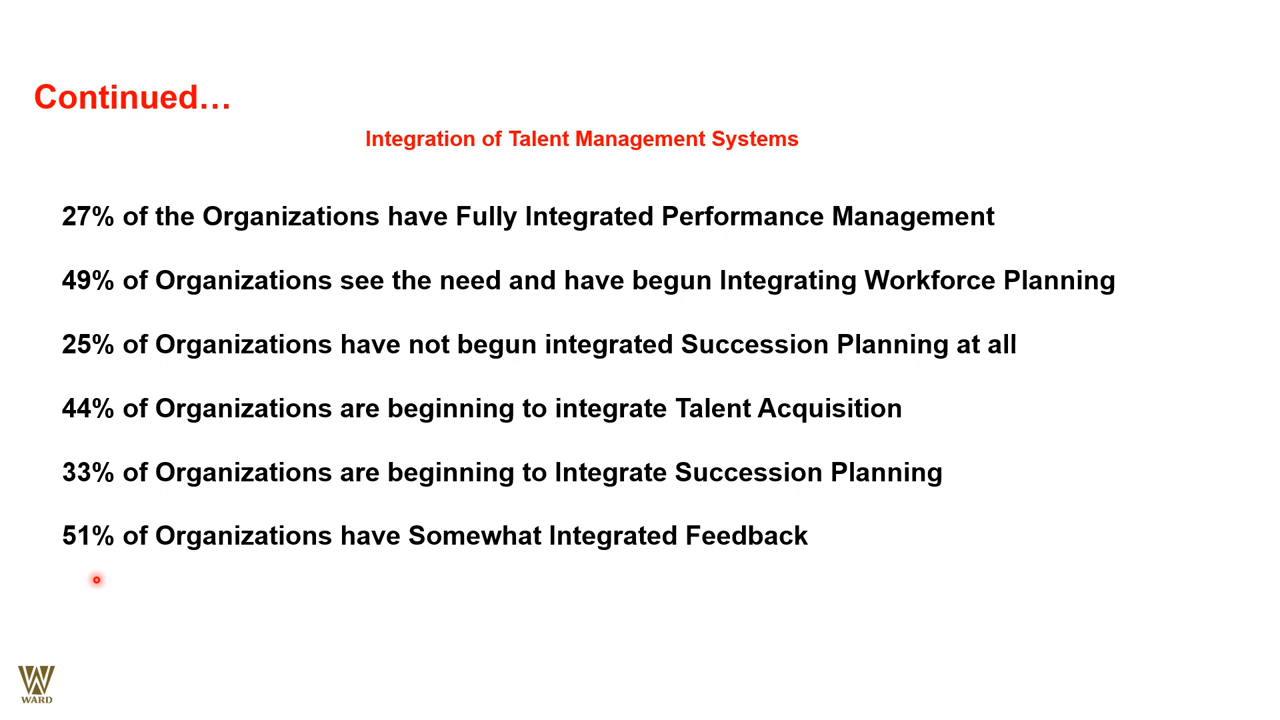 Continued…
Integration of Talent Management Systems
27% of the Organizations have Fully Integrated Performance Management
49% of Organizations see the need and have begun Integrating Workforce Planning
25% of Organizations have not begun integrated Succession Planning at all
44% of Organizations are beginning to integrate Talent Acquisition
33% of Organizations are beginning to Integrate Succession Planning
51% of Organizations have Somewhat Integrated Feedback
WARD